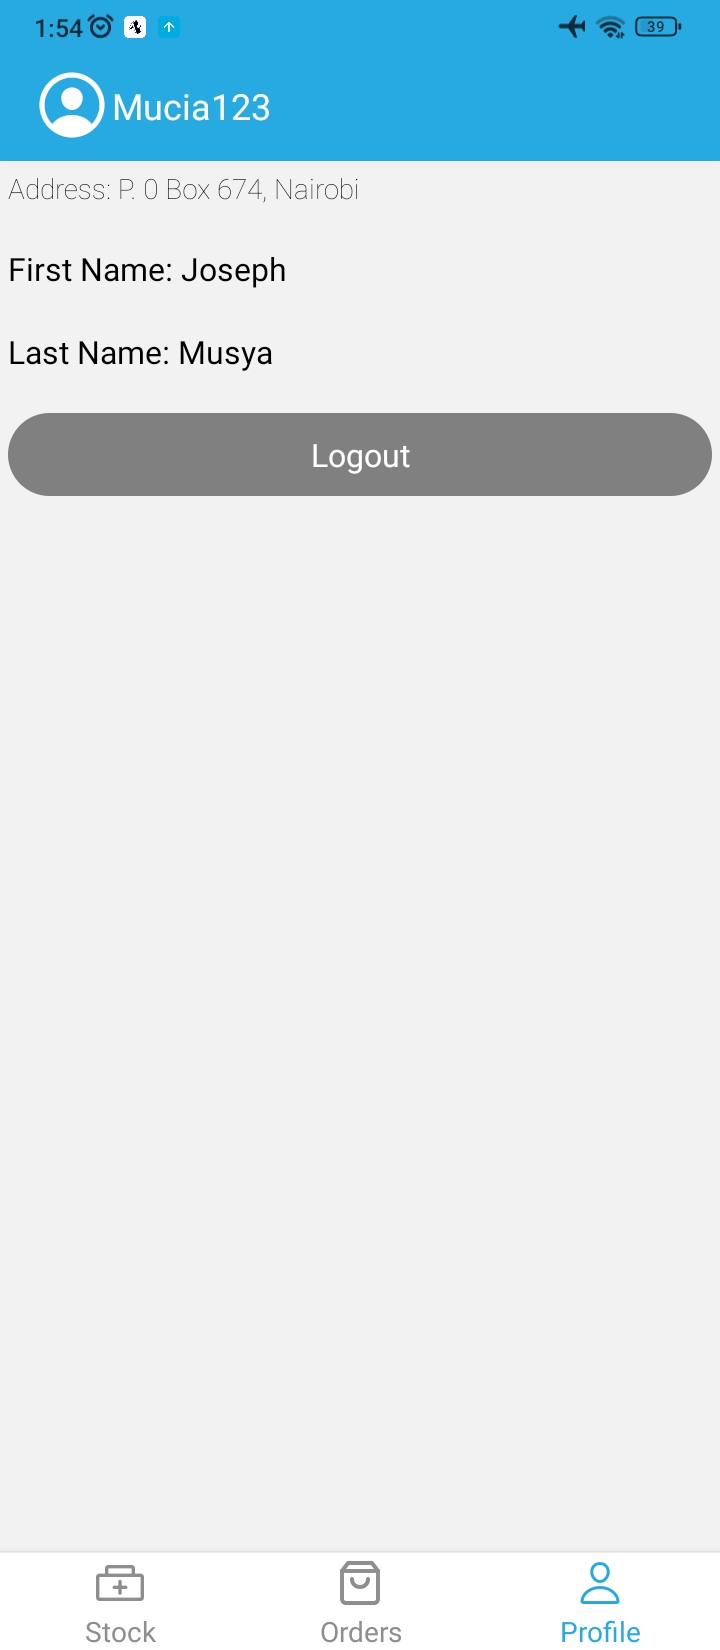 1:54
39
Mucia123
Address: P. 0 Box 674, Nairobi
First Name: Joseph
Last Name: Musya
Logout
Stock
Orders
Profile